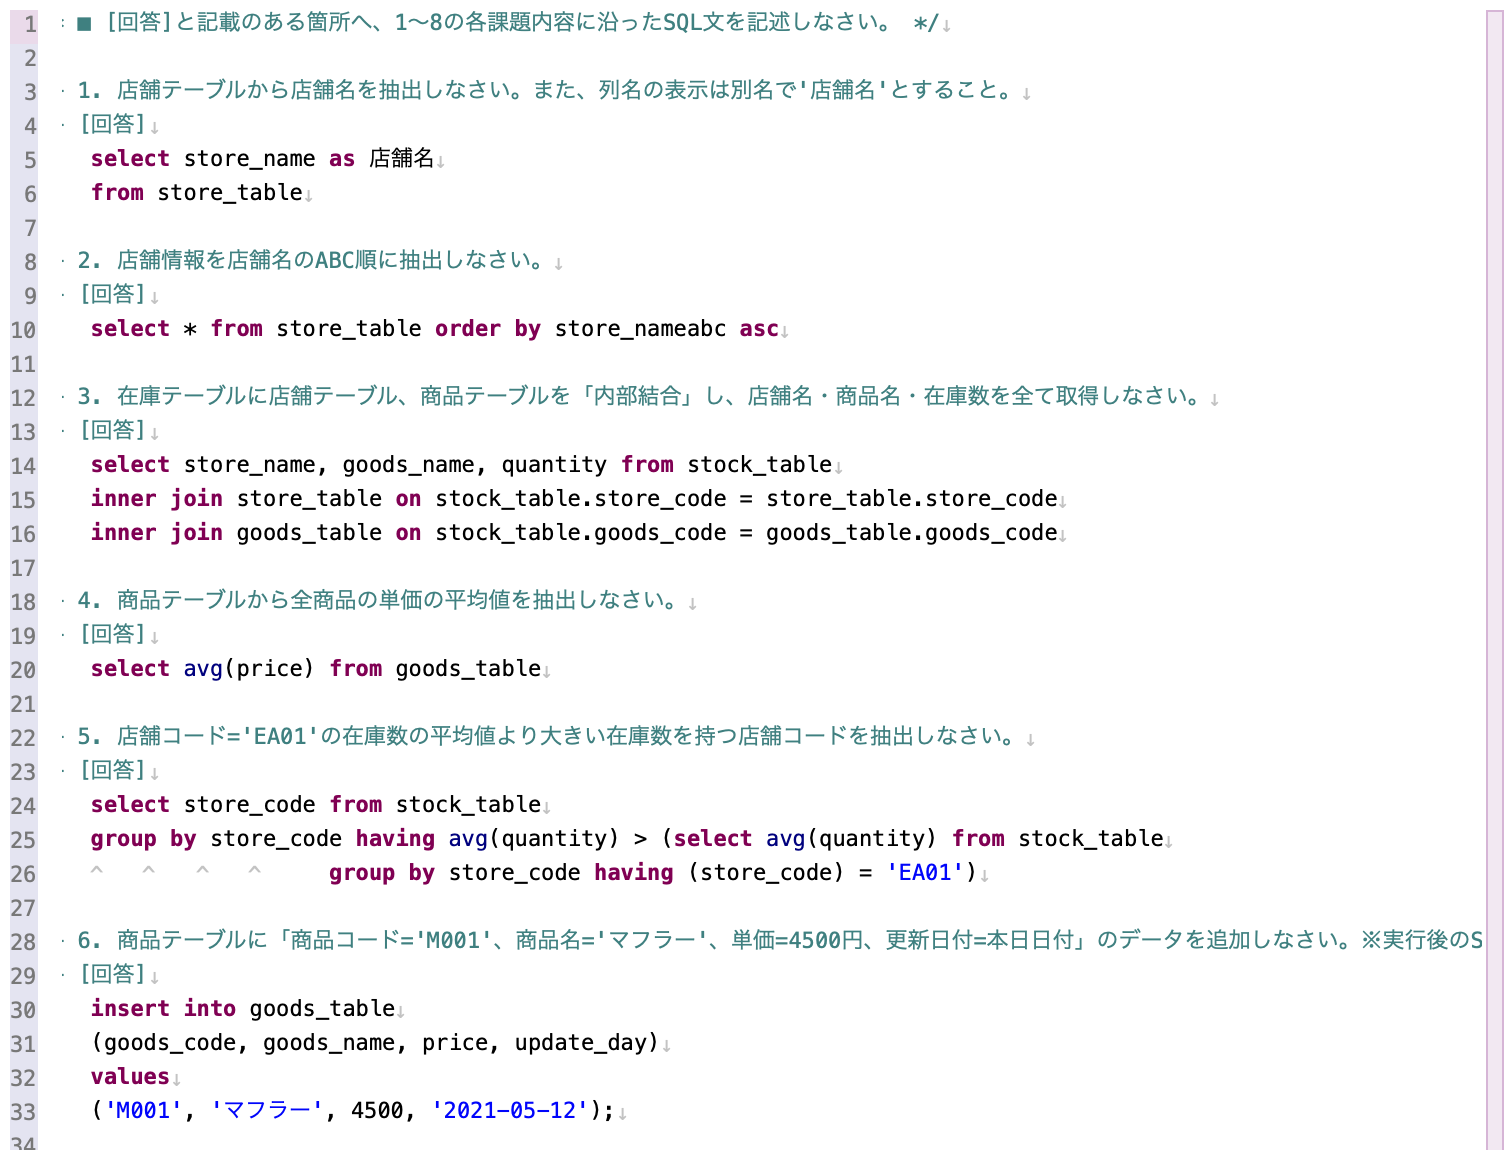 1 ■ [回答]と記載のある箇所へ、1〜8の各課題内容に沿ったSQL文を記述しなさい。 */↓
2
3 1. 店舗テーブルから店舗名を抽出しなさい。また、列名の表示は別名で'店舗名'とすること。↓
4 [回答]↓
5 select store_name as 店舗名↓
6 from store_table↓
7
8 2. 店舗情報を店舗名のABC順に抽出しなさい。↓
9 [回答]↓
10 select * from store_table order by store_nameabc asc↓
11
12 3. 在庫テーブルに店舗テーブル、商品テーブルを「内部結合」し、店舗名・商品名・在庫数を全て取得しなさい。↓
13 [回答]↓
14 select store_name, goods_name, quantity from stock_table↓
15 inner join store_table on stock_table.store_code = store_table.store_code↓
16 inner join goods_table on stock_table.goods_code = goods_table.goods_code↓
17
18 4. 商品テーブルから全商品の単価の平均値を抽出しなさい。↓
19 [回答]↓
20 select avg(price) from goods_table↓
21
22 5. 店舗コード='EA01'の在庫数の平均値より大きい在庫数を持つ店舗コードを抽出しなさい。↓
23 [回答]↓
24 select store_code from stock_table↓
25 group by store_code having avg(quantity) > (select avg(quantity) from stock_table↓
26 ^ ^ ^ ^ group by store_code having (store_code) = 'EA01')↓
27
28 6. 商品テーブルに「商品コード='M001'、商品名='マフラー'、単価=4500円、更新日付=本日日付」のデータを追加しなさい。※実行後のS
29 [回答]↓
30 insert into goods_table↓
31 (goods_code, goods_name, price, update_day)↓
32 values↓
33 ('M001', 'マフラー', 4500, '2021-05-12');↓
34